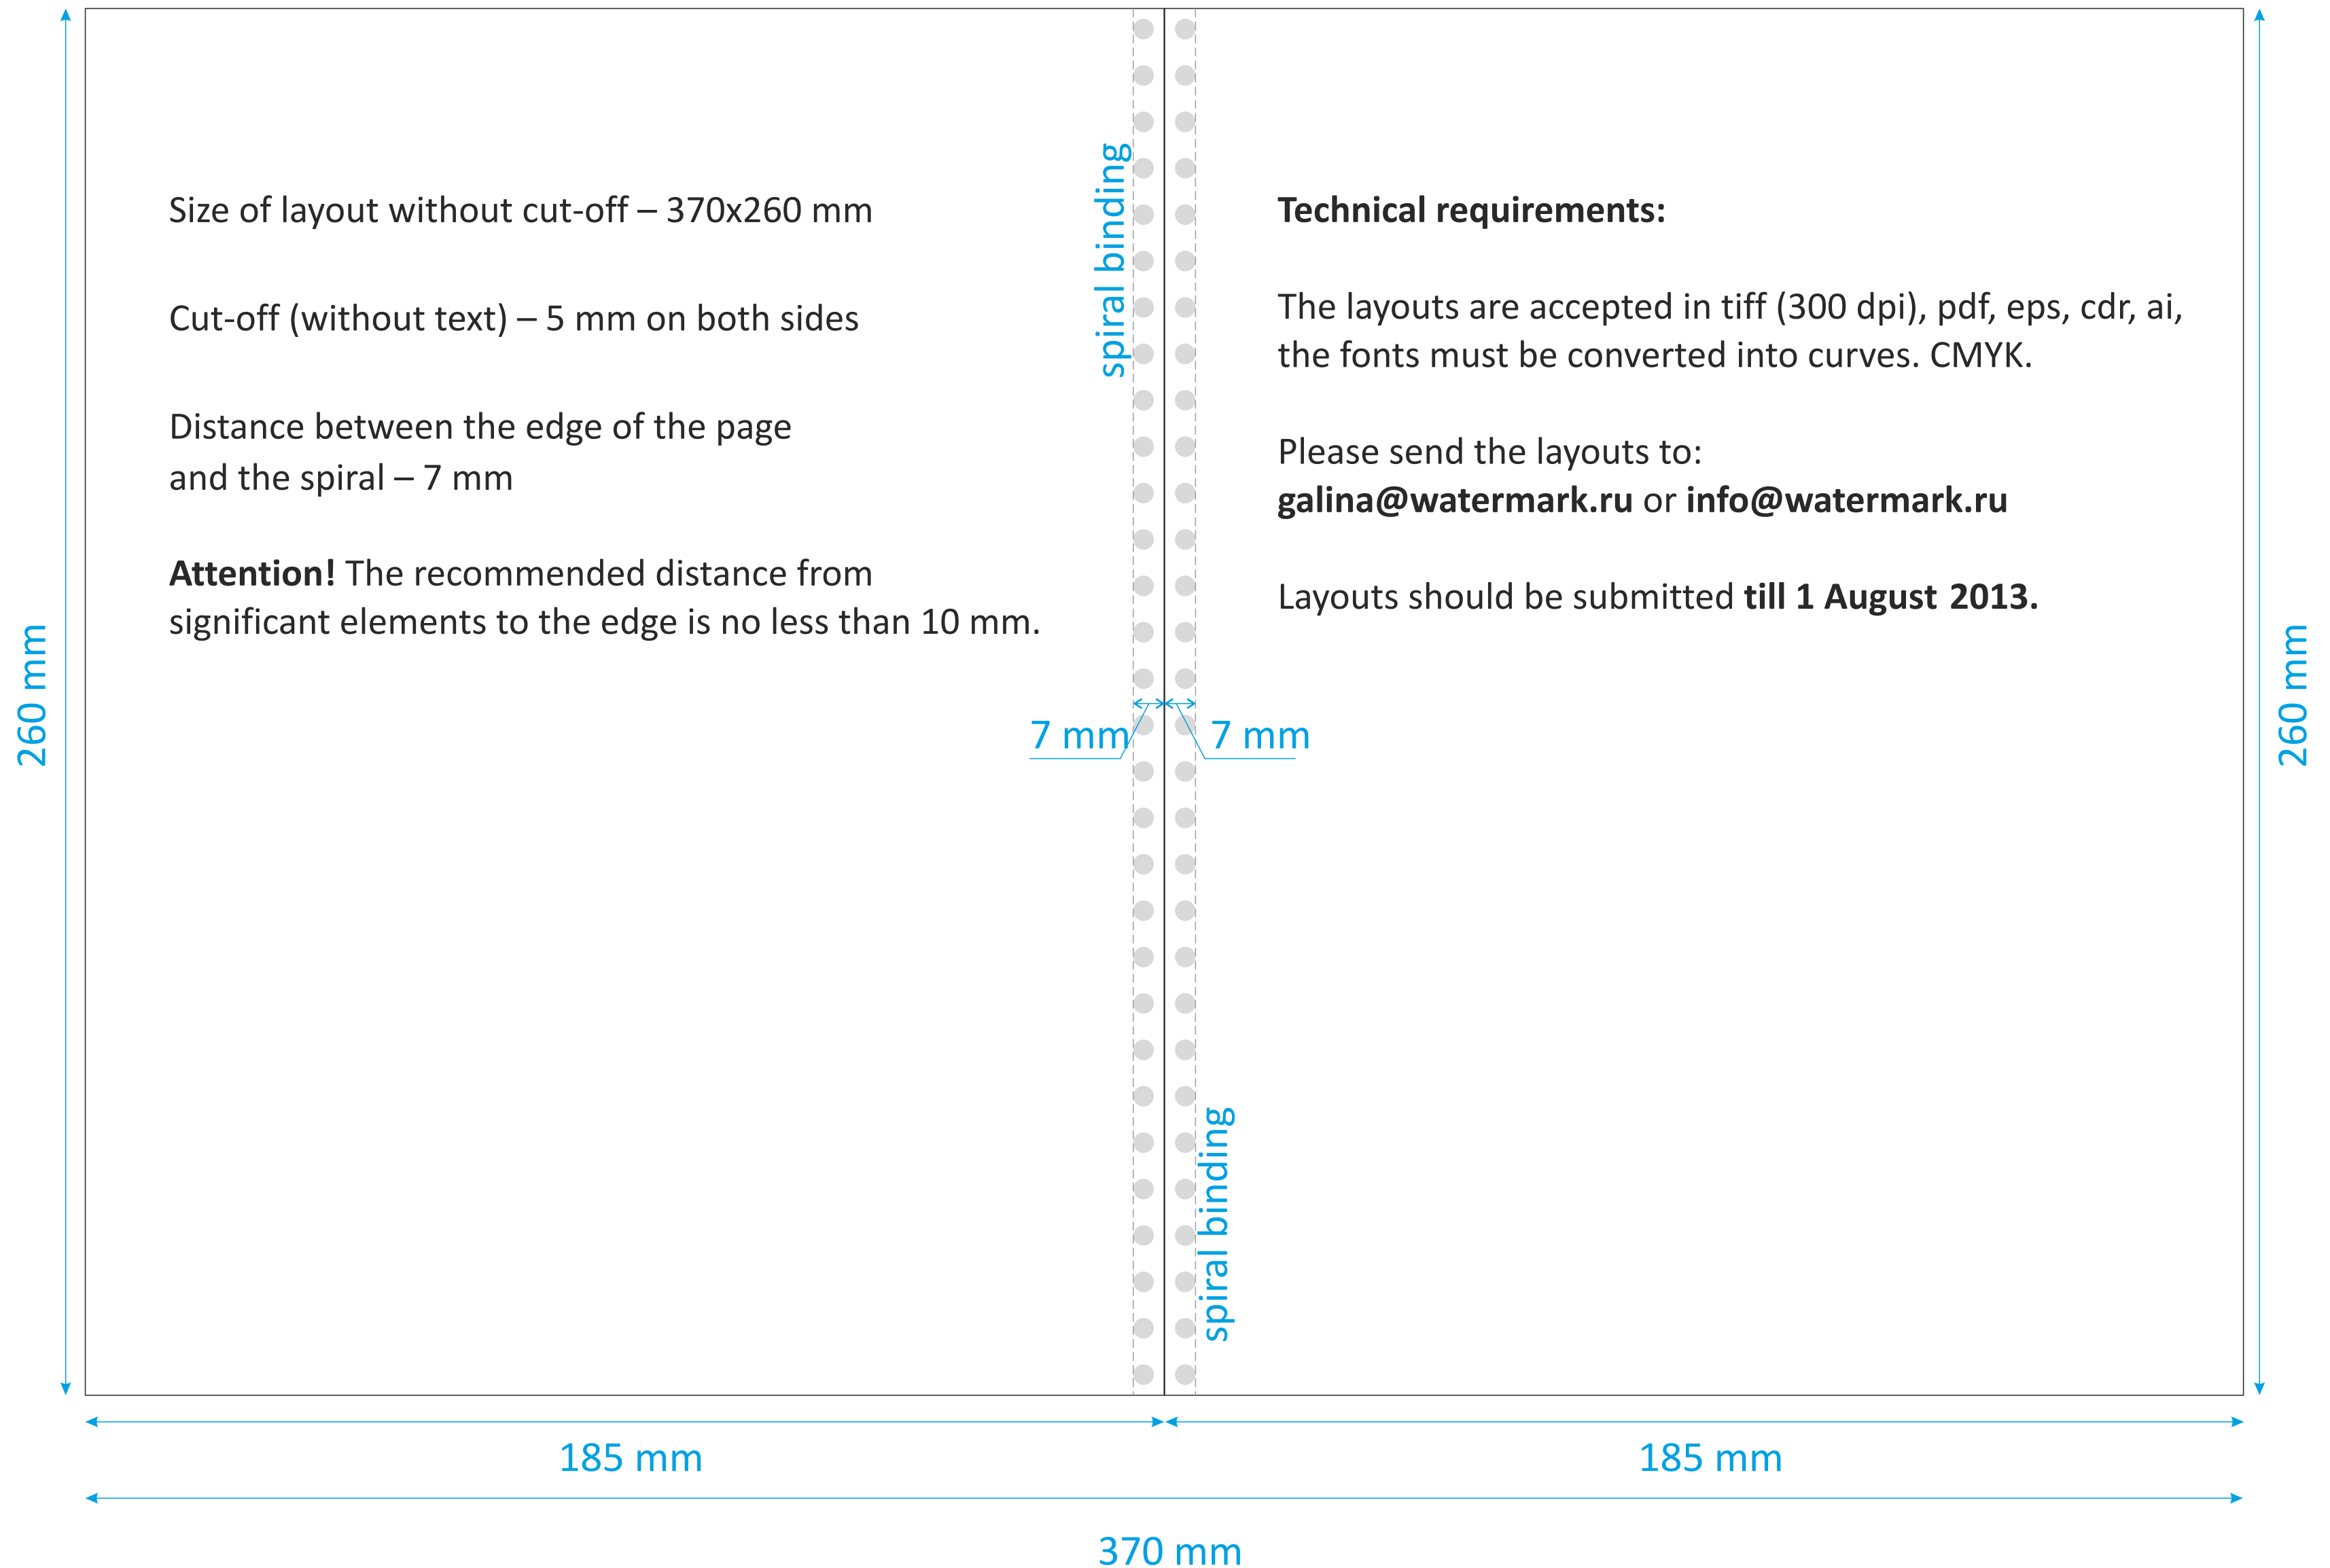 Size of layout without cut-off – 370x260 mm
Cut-off (without text) – 5 mm on both sides
Distance between the edge of the page
and the spiral – 7 mm
Attention! The recommended distance from
significant elements to the edge is no less than 10 mm.
spiral binding
Technical requirements:
The layouts are accepted in tiff (300 dpi), pdf, eps, cdr, ai,
the fonts must be converted into curves. CMYK.
Please send the layouts to:
galina@watermark.ru or info@watermark.ru
Layouts should be submitted till 1 August 2013.
260 mm
7 mm
7 mm
260 mm
spiral binding
185 mm
185 mm
370 mm